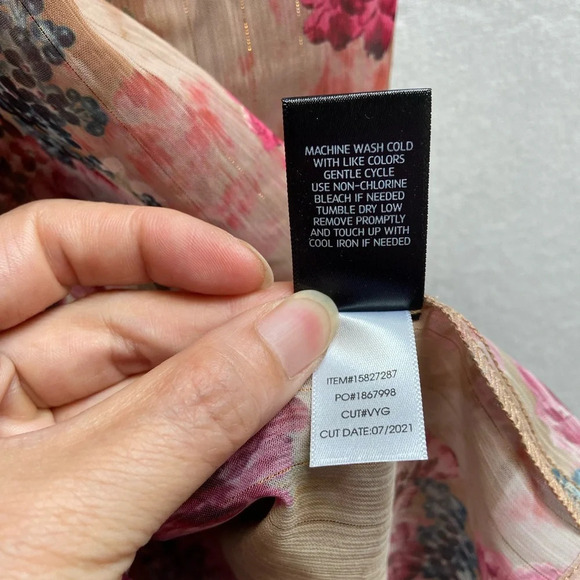 MACHINE WASH COLD
WITH LIKE COLORS
GENTLE CYCLE
USE NON-CHLORINE
BLEACH IF NEEDED
TUMBLE DRY LOW
REMOVE PROMPTLY
AND TOUCH UP WITH
COOL IRON IF NEEDED
ITEM#15827287
PO#1867998
CUT#VYG
CUT DATE:07/2021